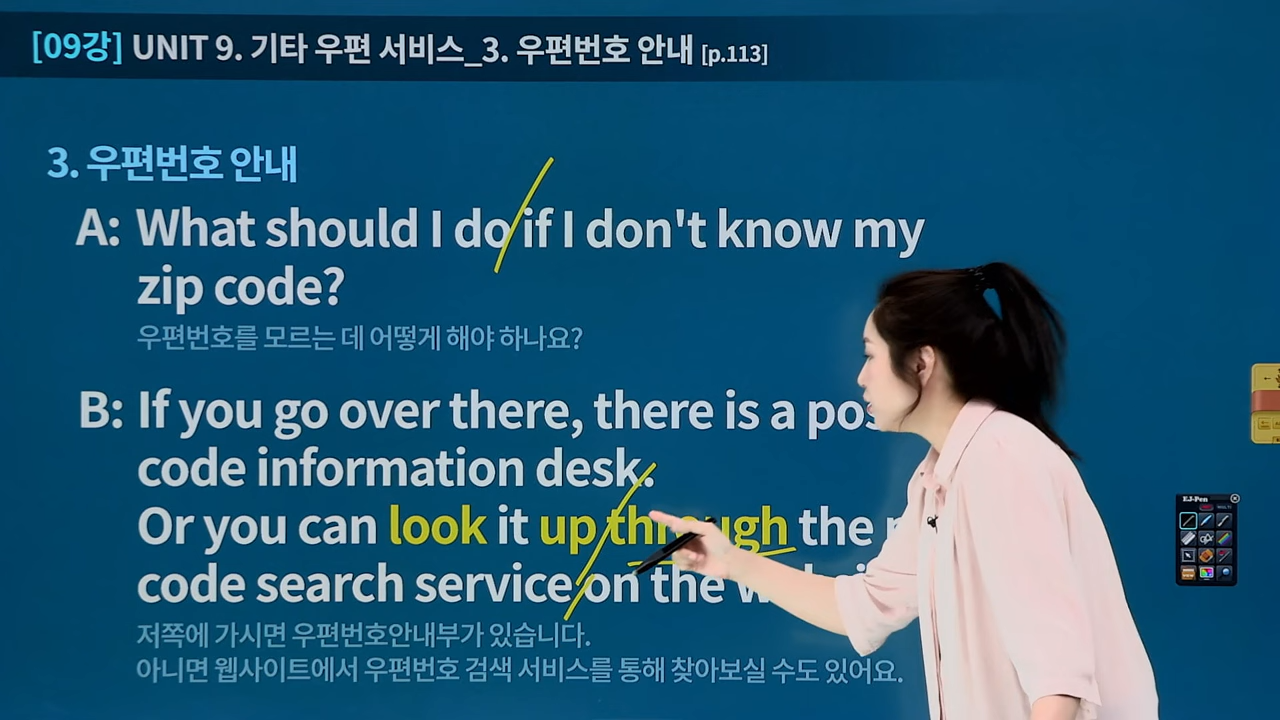 [09강] UNIT 9. 기타 우편 서비스_3. 우편번호 안내 [p.113]
3. 우편번호 안내
A: What should I do if I don't know my
zip code?
우편번호를 모르는 데 어떻게 해야 하나요?
B: If you go over there, there is a
code information desk.
Or you can look it up through the
code search service on the
저쪽에 가시면 우편번호안내부가 있습니다.
아니면 웹사이트에서 우편번호 검색 서비스를 통해 찾아보실 수도 있어요.
EJ-Pen